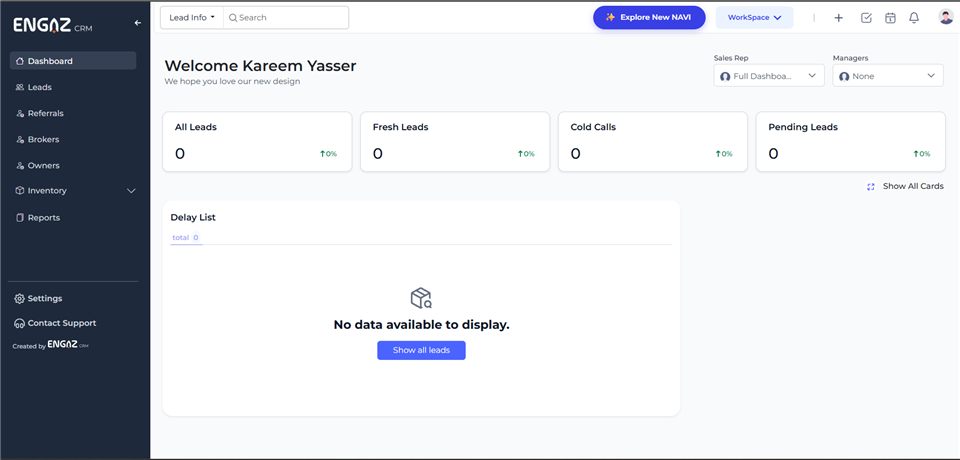 ENGAZ CRM
Lead Info
Search
Explore New NAVI
WorkSpace
Dashboard
Leads
Referrals
Brokers
Owners
Inventory
Reports
Settings
Contact Support
Created by ENGAZ CRM
Welcome Kareem Yasser
We hope you love our new design
Sales Rep
Full Dashboa...
Managers
None
All Leads
0
0%
Fresh Leads
0
0%
Cold Calls
0
0%
Pending Leads
0
0%
Show All Cards
Delay List
total 0
No data available to display.
Show all leads